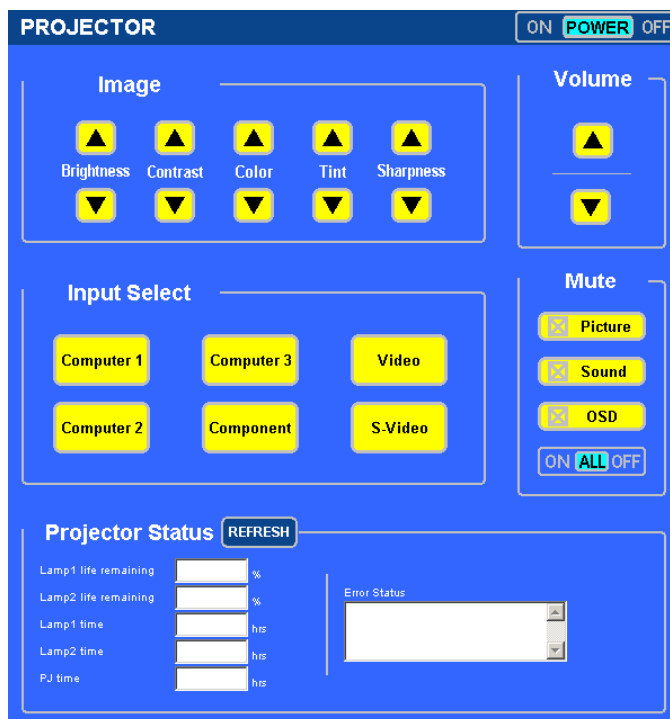 PROJECTOR
ON POWER OFF
Image
Brightness Contrast Color Tint Sharpness
Volume
Input Select
Computer 1 Computer 3 Video
Computer 2 Component S-Video
Mute
Picture
Sound
OSD
ON ALL OFF
Projector Status REFRESH
Lamp1 life remaining %
Lamp2 life remaining %
Lamp1 time hrs
Lamp2 time hrs
PJ time hrs
Error Status